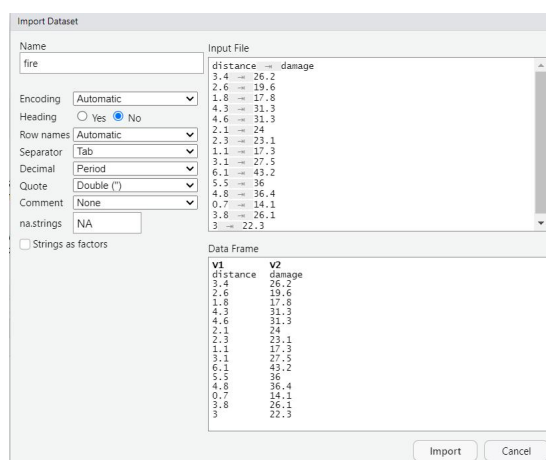 Import Dataset
Name
fire
Encoding Automatic
Heading Yes No
Row names Automatic
Separator Tab
Decimal Period
Quote Double (")
Comment None
na.strings NA
Strings as factors
Input File
distance ⇥ damage
3.4 ⇥ 26.2
2.6 ⇥ 19.6
1.8 ⇥ 17.8
4.3 ⇥ 31.3
4.6 ⇥ 31.3
2.1 ⇥ 24
2.3 ⇥ 23.1
1.1 ⇥ 17.3
3.1 ⇥ 27.5
6.1 ⇥ 43.2
5.5 ⇥ 36
4.8 ⇥ 36.4
0.7 ⇥ 14.1
3.8 ⇥ 26.1
3 ⇥ 22.3
Data Frame
V1 V2
distance damage
3.4 26.2
2.6 19.6
1.8 17.8
4.3 31.3
4.6 31.3
2.1 24
2.3 23.1
1.1 17.3
3.1 27.5
6.1 43.2
5.5 36
4.8 36.4
0.7 14.1
3.8 26.1
3 22.3
Import Cancel